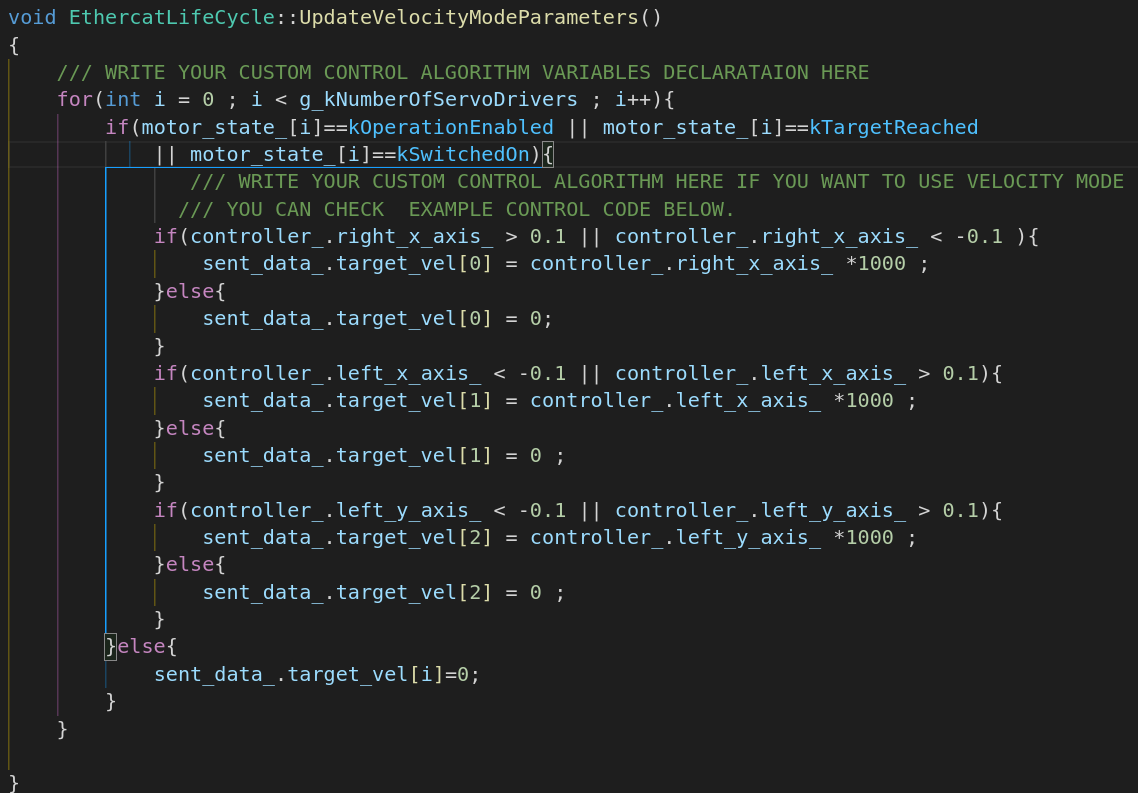 void EthercatLifeCycle::UpdateVelocityModeParameters()
{
    /// WRITE YOUR CUSTOM CONTROL ALGORITHM VARIABLES DECLARATAION HERE
    for(int i = 0 ; i < g_kNumberOfServoDrivers ; i++){
        if(motor_state_[i]==kOperationEnabled || motor_state_[i]==kTargetReached
            || motor_state_[i]==kSwitchedOn){
               /// WRITE YOUR CUSTOM CONTROL ALGORITHM HERE IF YOU WANT TO USE VELOCITY MODE
              /// YOU CAN CHECK  EXAMPLE CONTROL CODE BELOW.
            if(controller_.right_x_axis_ > 0.1 || controller_.right_x_axis_ < -0.1 ){
                sent_data_.target_vel[0] = controller_.right_x_axis_ *1000 ;
            }else{
                sent_data_.target_vel[0] = 0;
            }
            if(controller_.left_x_axis_ < -0.1 || controller_.left_x_axis_ > 0.1){
                sent_data_.target_vel[1] = controller_.left_x_axis_ *1000 ;
            }else{
                sent_data_.target_vel[1] = 0 ;
            }
            if(controller_.left_y_axis_ < -0.1 || controller_.left_y_axis_ > 0.1){
                sent_data_.target_vel[2] = controller_.left_y_axis_ *1000 ;
            }else{
                sent_data_.target_vel[2] = 0 ;
            }
        }else{
            sent_data_.target_vel[i]=0;
        }
    }

}